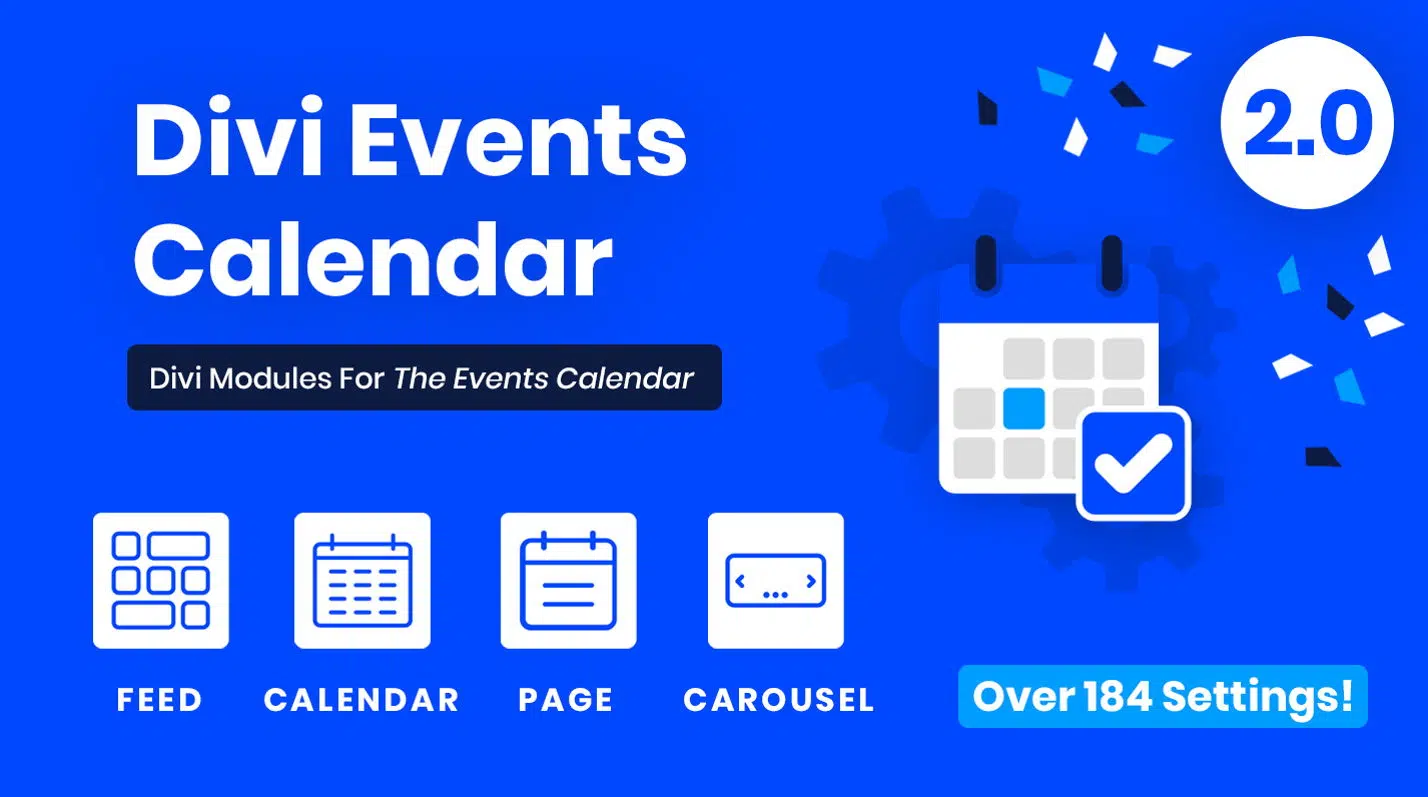 Divi Events
Calendar
2.0
Divi Modules For The Events Calendar
FEED
CALENDAR
PAGE
CAROUSEL
Over 184 Settings!